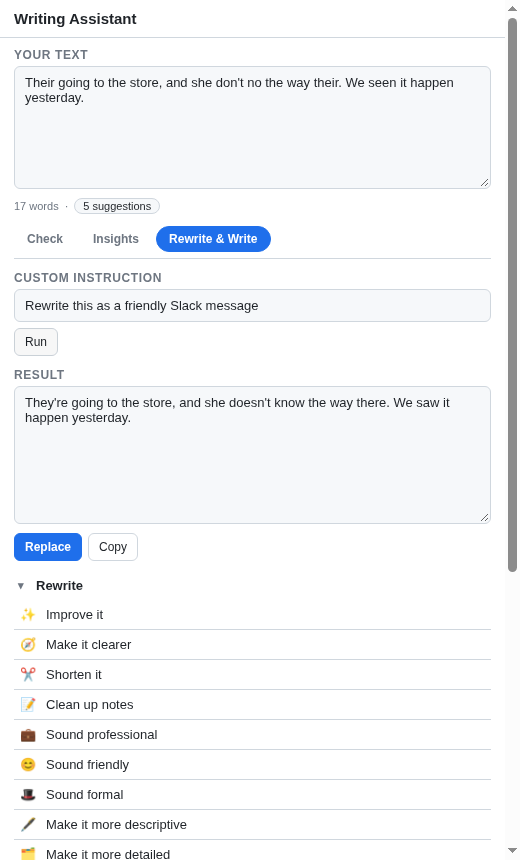 Writing Assistant
YOUR TEXT
Their going to the store, and she don't no the way their. We seen it happen
yesterday.
17 words · 5 suggestions
Check Insights Rewrite & Write
CUSTOM INSTRUCTION
Rewrite this as a friendly Slack message
Run
RESULT
They're going to the store, and she doesn't know the way there. We saw it
happen yesterday.
Replace Copy
Rewrite
Improve it
Make it clearer
Shorten it
Clean up notes
Sound professional
Sound friendly
Sound formal
Make it more descriptive
Make it more detailed